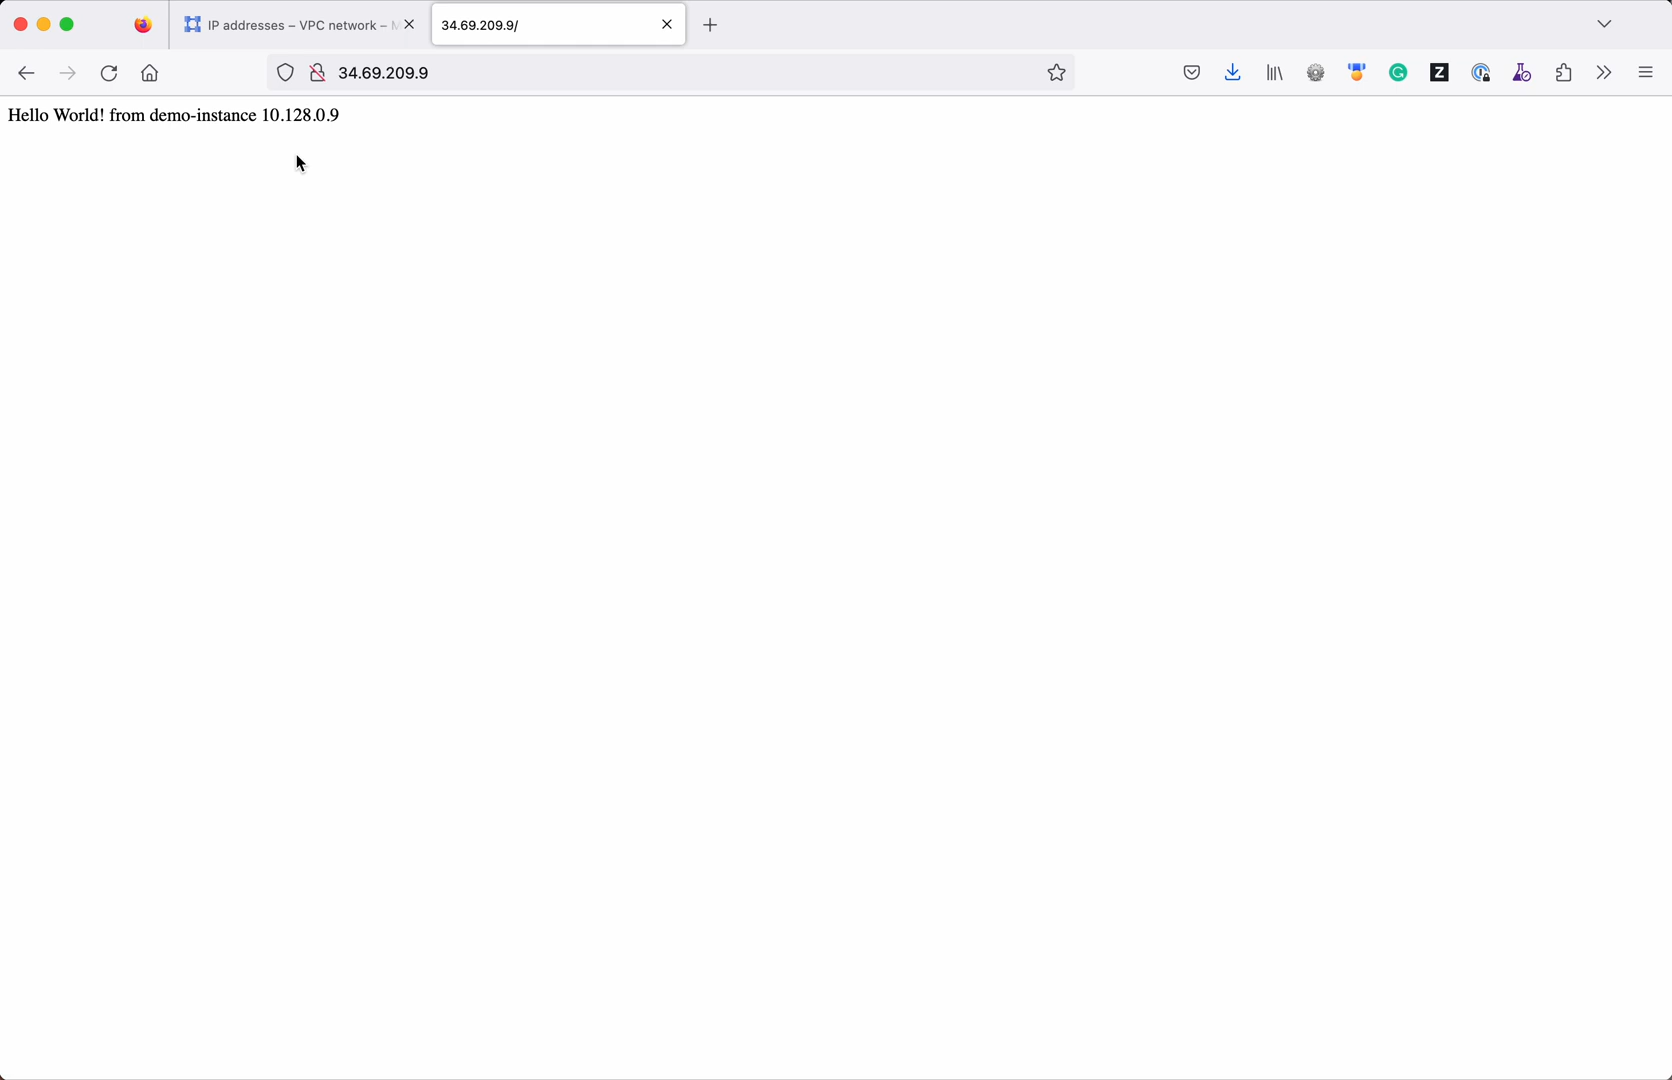 IP addresses – VPC network –
34.69.209.9/
34.69.209.9
Hello World! from demo-instance 10.128.0.9